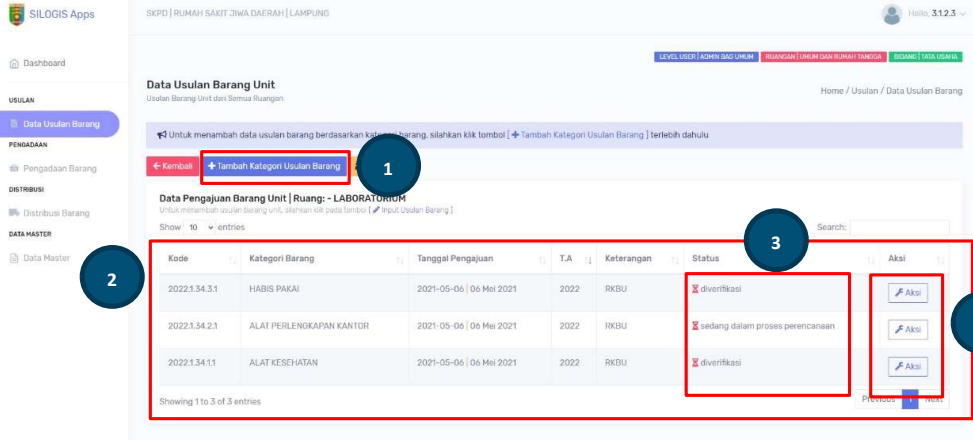 SILOGIS Apps
SKPD | RUMAH SAKIT JIWA DAERAH | LAMPUNG
Hallo, 3.1.2.3
Dashboard
LEVEL USER | ADMIN BAG UMUM RUANGAN | UMUM DAN RUMAH TANGGA BIDANG | TATA USAHA
Data Usulan Barang Unit
Usulan Barang Unit dari Semua Ruangan
Home / Usulan / Data Usulan Barang
USULAN
Data Usulan Barang
PENGADAAN
Pengadaan Barang
DISTRIBUSI
Distribusi Barang
DATA MASTER
Data Master
Untuk menambah data usulan barang berdasarkan kategori barang, silahkan klik tombol [ + Tambah Kategori Usulan Barang ] terlebih dahulu
Kembali + Tambah Kategori Usulan Barang
1
Data Pengajuan Barang Unit | Ruang: - LABORATORIUM
Untuk menambah usulan barang unit, silahkan klik pada tombol [ Input Usulan Barang ]
Show 10 entries
Search:
2
3
Kode Kategori Barang Tanggal Pengajuan T.A Keterangan Status Aksi
2022.1.34.3.1 HABIS PAKAI 2021-05-06 | 06 Mei 2021 2022 RKBU diverifikasi Aksi
2022.1.34.2.1 ALAT PERLENGKAPAN KANTOR 2021-05-06 | 06 Mei 2021 2022 RKBU sedang dalam proses perencanaan Aksi
2022.1.34.1.1 ALAT KESEHATAN 2021-05-06 | 06 Mei 2021 2022 RKBU diverifikasi Aksi
Showing 1 to 3 of 3 entries
Previous 1 Next